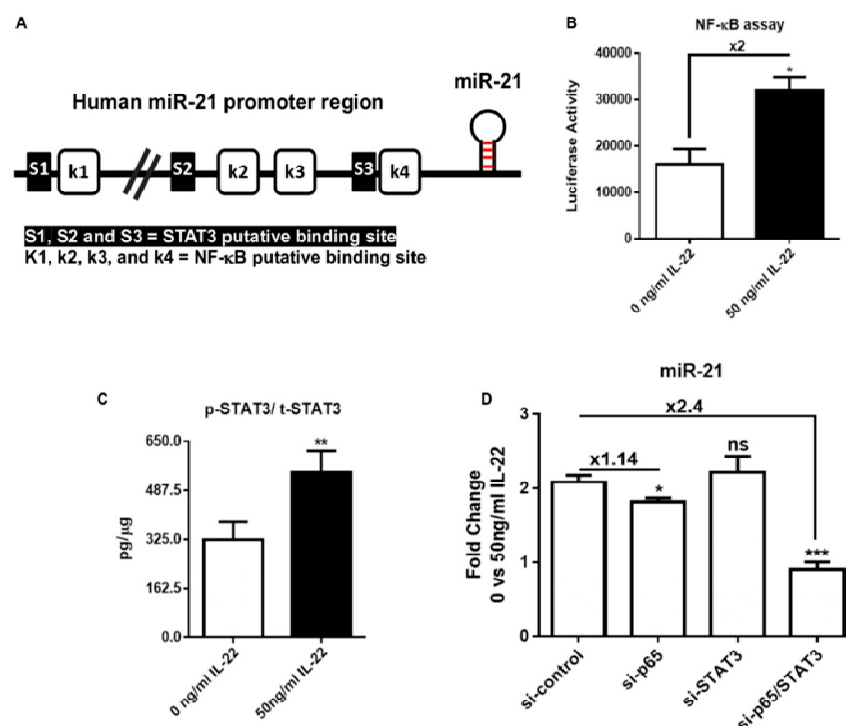 A
Human miR-21 promoter region
miR-21
S1 k1 S2 k2 k3 S3 k4
S1, S2 and S3 = STAT3 putative binding site
K1, k2, k3, and k4 = NF-κB putative binding site
B
NF-κB assay
x2
*
Luciferase Activity
40000
30000
20000
10000
0
0 ng/ml IL-22
50 ng/ml IL-22
C
p-STAT3/ t-STAT3
**
pg/µg
650.0
487.5
325.0
162.5
0.0
0 ng/ml IL-22
50ng/ml IL-22
D
miR-21
x2.4
x1.14
*
ns
***
Fold Change
0 vs 50ng/ml IL-22
3
2
1
0
si-control
si-p65
si-STAT3
si-p65/STAT3